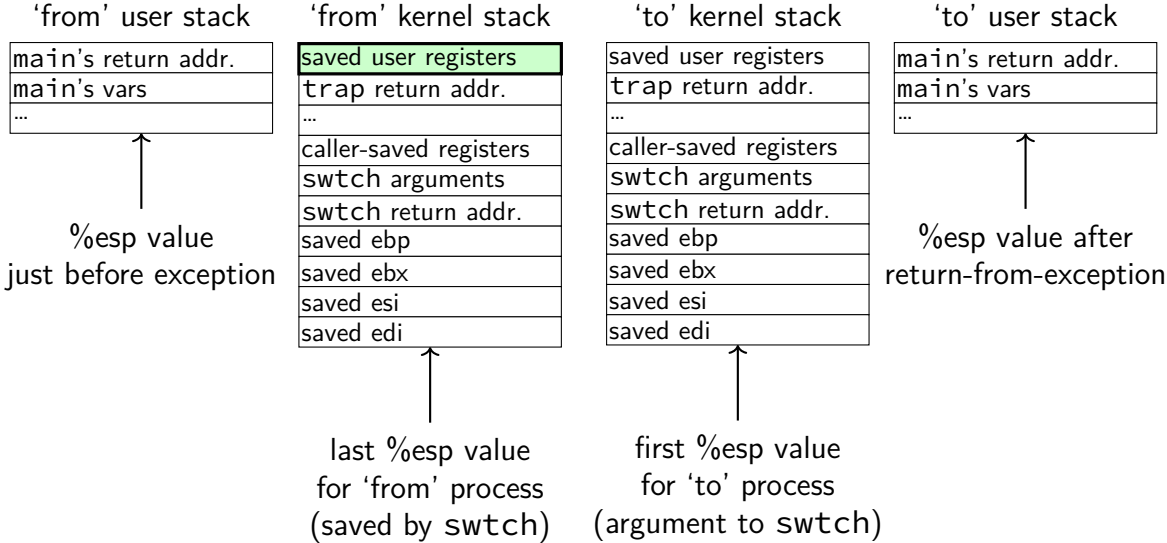 ‘from’ user stack
main’s return addr.
main’s vars
…
%esp value
just before exception
‘from’ kernel stack
saved user registers
trap return addr.
…
caller-saved registers
swtch arguments
swtch return addr.
saved ebp
saved ebx
saved esi
saved edi
last %esp value
for ‘from’ process
(saved by swtch)
‘to’ kernel stack
saved user registers
trap return addr.
…
caller-saved registers
swtch arguments
swtch return addr.
saved ebp
saved ebx
saved esi
saved edi
first %esp value
for ‘to’ process
(argument to swtch)
‘to’ user stack
main’s return addr.
main’s vars
…
%esp value after
return-from-exception